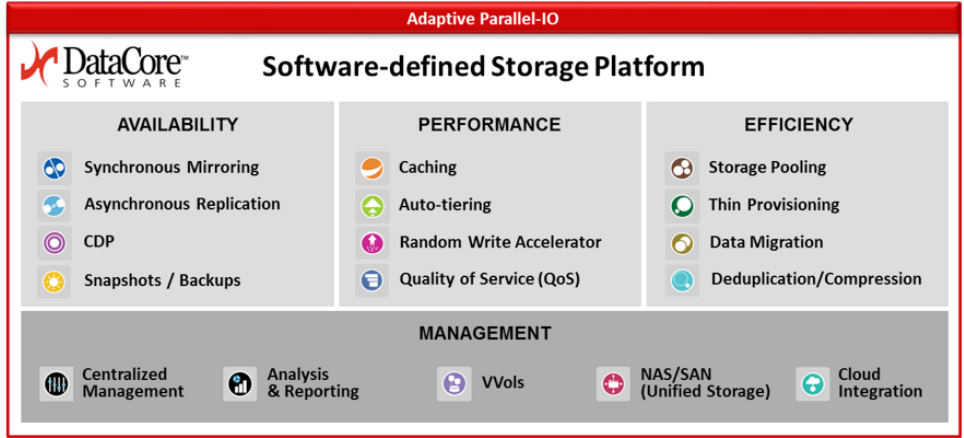 Adaptive Parallel-IO
DataCore™
SOFTWARE
Software-defined Storage Platform
AVAILABILITY
Synchronous Mirroring
Asynchronous Replication
CDP
Snapshots / Backups
PERFORMANCE
Caching
Auto-tiering
Random Write Accelerator
Quality of Service (QoS)
EFFICIENCY
Storage Pooling
Thin Provisioning
Data Migration
Deduplication/Compression
MANAGEMENT
Centralized
Management
Analysis
& Reporting
VVols
NAS/SAN
(Unified Storage)
Cloud
Integration